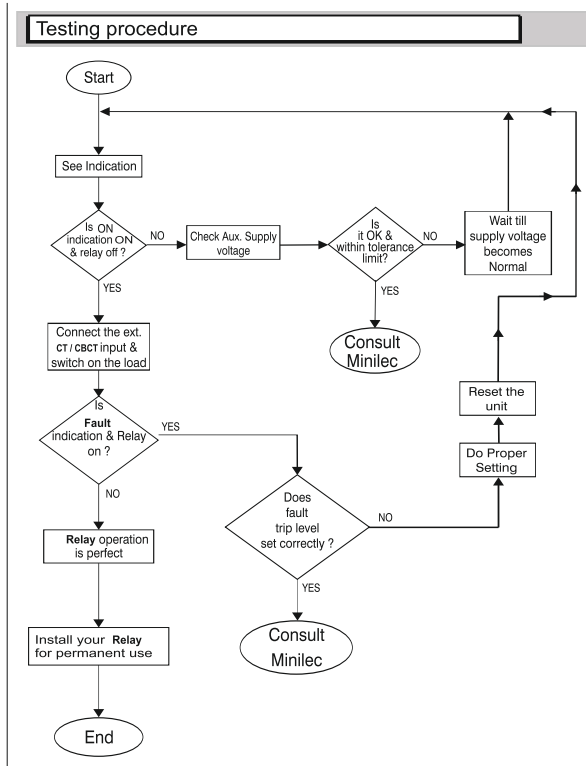 Testing procedure
Start
See Indication
Is ON
indication ON
& relay off ?
NO
Check Aux. Supply
voltage
Is
it OK &
within tolerance
limit?
NO
Wait till
supply voltage
becomes
Normal
YES
YES
Consult
Minilec
Connect the ext.
CT / CBCT input &
switch on the load
Is
Fault
indication & Relay
on ?
YES
Reset the
unit
Do Proper
Setting
NO
Does
fault
trip level
set correctly ?
NO
Relay operation
is perfect
YES
Consult
Minilec
Install your Relay
for permanent use
End